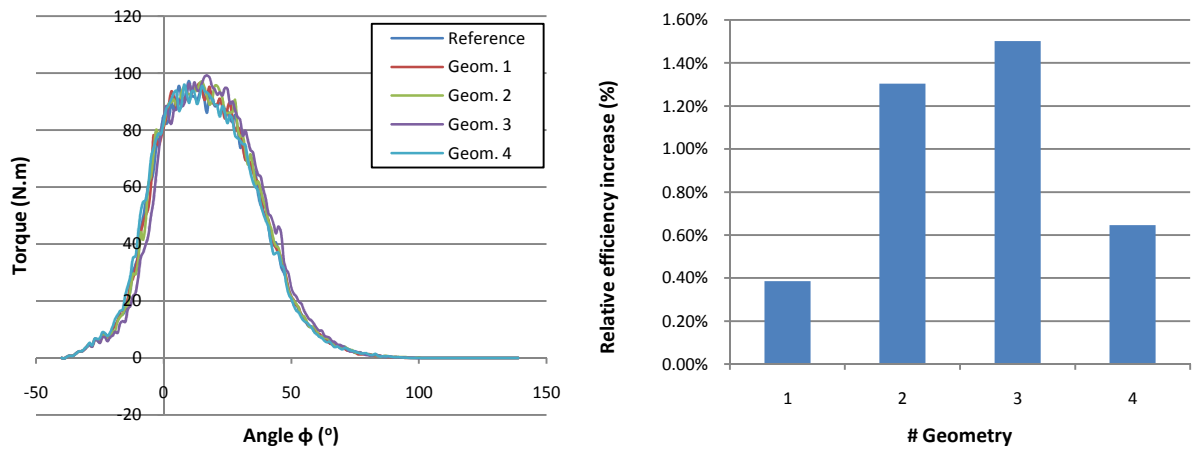 120
100
80
60
40
20
0
-20
-50
0
50
100
150
Torque (N.m)
Angle ϕ (°)
Reference
Geom. 1
Geom. 2
Geom. 3
Geom. 4
1.60%
1.40%
1.20%
1.00%
0.80%
0.60%
0.40%
0.20%
0.00%
1
2
3
4
Relative efficiency increase (%)
# Geometry